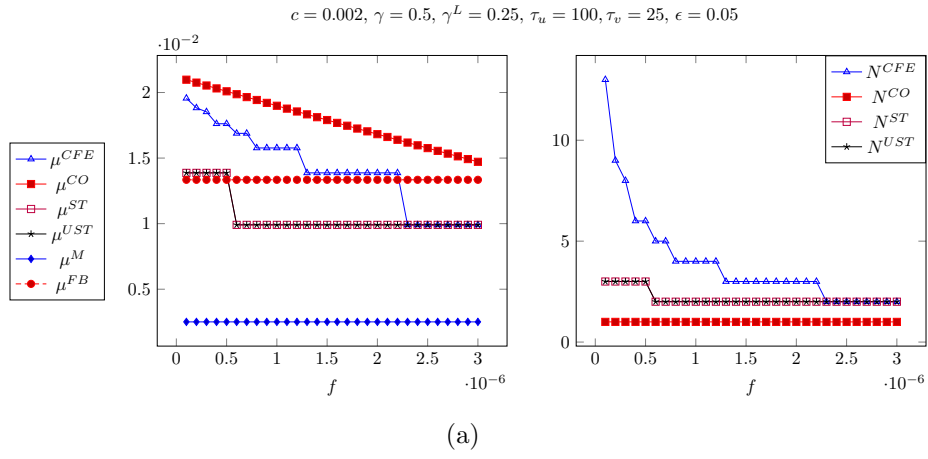 c = 0.002, γ = 0.5, γ^L = 0.25, τ_u = 100, τ_v = 25, ϵ = 0.05
·10^−2
2
1.5
1
0.5
0 0.5 1 1.5 2 2.5 3
f
·10^−6
μ^CFE
μ^CO
μ^ST
μ^UST
μ^M
μ^FB
10
5
0
0 0.5 1 1.5 2 2.5 3
f
·10^−6
N^CFE
N^CO
N^ST
N^UST
(a)